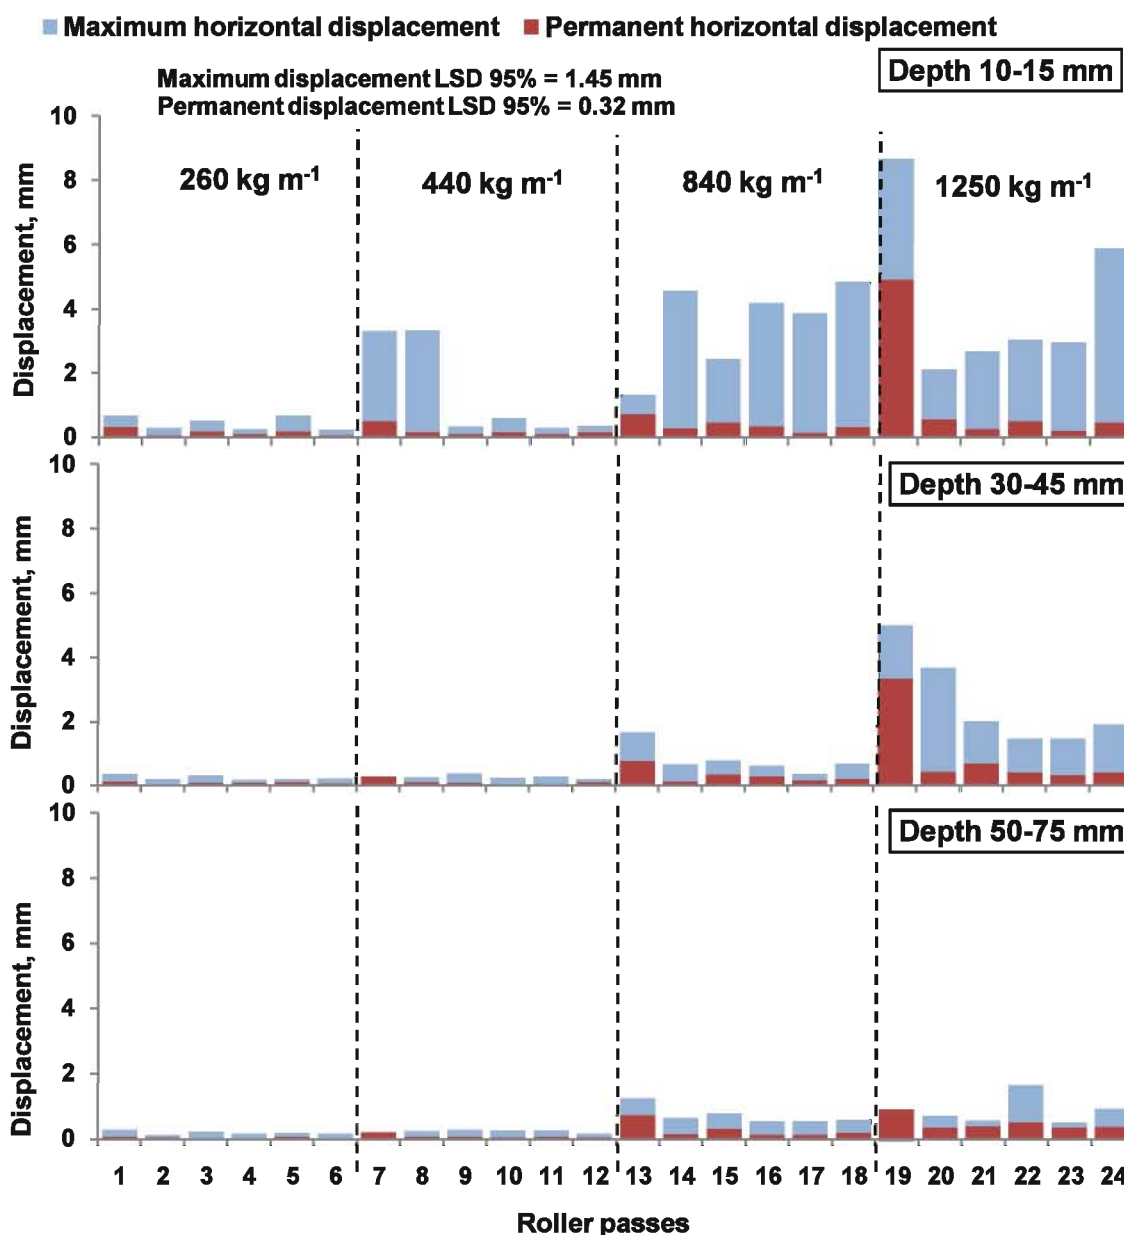 Maximum horizontal displacement Permanent horizontal displacement
Depth 10-15 mm
Maximum displacement LSD 95% = 1.45 mm
Permanent displacement LSD 95% = 0.32 mm
260 kg m-1 440 kg m-1 840 kg m-1 1250 kg m-1
Displacement, mm
10
8
6
4
2
0
Depth 30-45 mm
Displacement, mm
10
8
6
4
2
0
Depth 50-75 mm
Displacement, mm
10
8
6
4
2
0
1 2 3 4 5 6 7 8 9 10 11 12 13 14 15 16 17 18 19 20 21 22 23 24
Roller passes